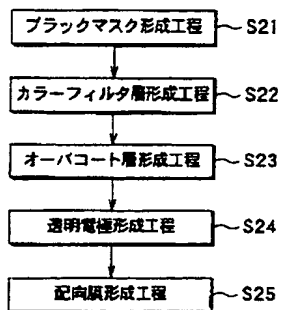 ブラックマスク形成工程 S21
カラーフィルタ層形成工程 S22
オーバコート層形成工程 S23
透明電極形成工程 S24
配向膜形成工程 S25